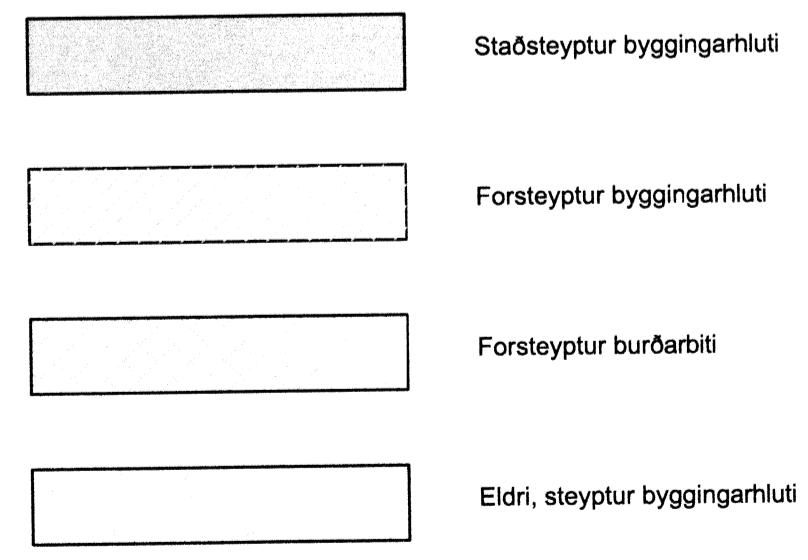 Staðsteyptur byggingarhluti
Forsteyptur byggingarhluti
Forsteyptur burðarbiti
Eldri, steyptur byggingarhluti